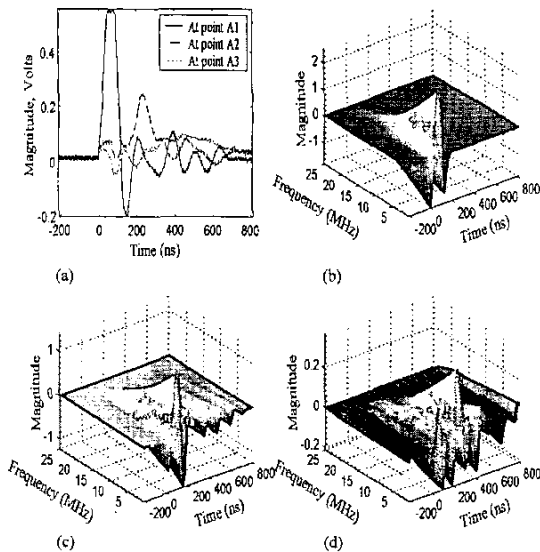 (a)
Magnitude, Volts
0.4
0.2
0
-0.2
-200 0 200 400 600 800
Time (ns)
At point A1
At point A2
At point A3
(b)
Magnitude
2
1
0
-1
25 20 15 10 5
Frequency (MHz)
-200 0 200 400 600 800
Time (ns)
(c)
Magnitude
1
0
-1
25 20 15 10 5
Frequency (MHz)
-200 0 200 400 600 800
Time (ns)
(d)
Magnitude
0.2
0
-0.2
25 20 15 10 5
Frequency (MHz)
-200 0 200 400 600 800
Time (ns)